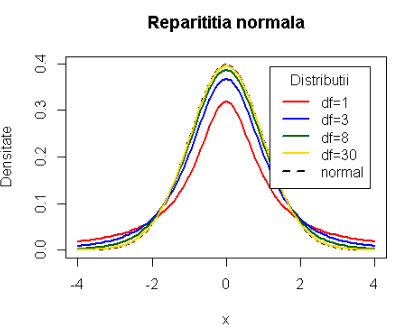 Reparititia normala
Densitate
0.4
0.3
0.2
0.1
0.0
Distributii
df=1
df=3
df=8
df=30
normal
-4 -2 0 2 4
x